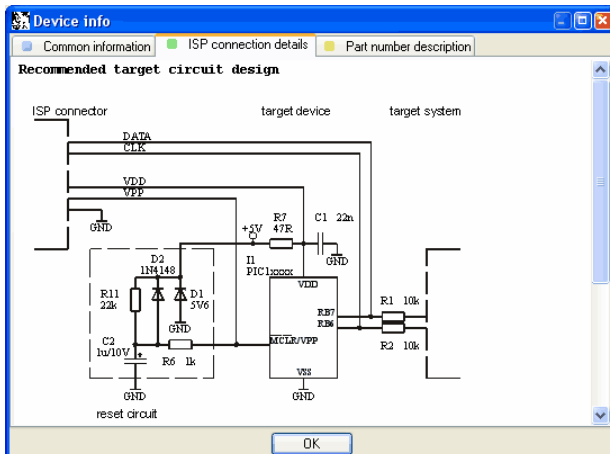 Device info
Common information
ISP connection details
Part number description
Recommended target circuit design
ISP connector
target device
target system
DATA
CLK
VDD
VPP
GND
+5V
R7
47R
C1 22n
GND
D2
1N4148
I1
PIC1xxxx
VDD
R11
22k
D1
5V6
GND
RB7
RB6
R1 10k
R2 10k
C2
1u/10V
R6 1k
MCLR/VPP
VSS
GND
GND
reset circuit
OK